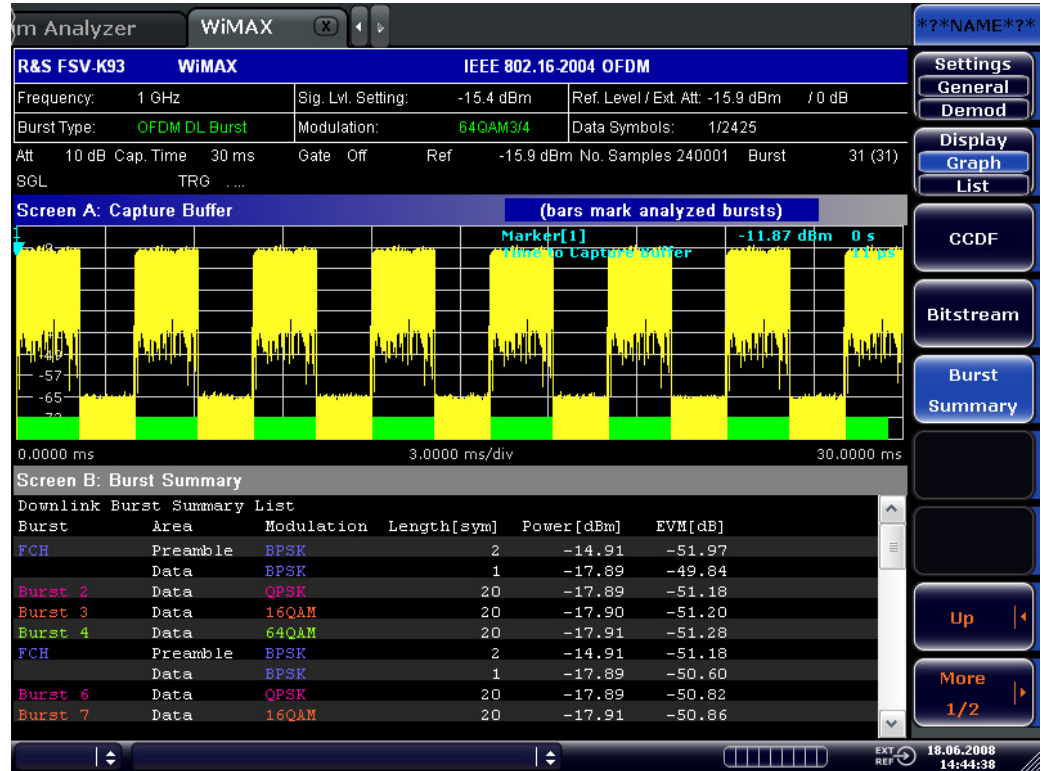 m Analyzer WiMAX X
*?*NAME*?*
R&S FSV-K93 WiMAX IEEE 802.16-2004 OFDM
Frequency: 1 GHz Sig. Lvl. Setting: -15.4 dBm Ref. Level / Ext. Att: -15.9 dBm / 0 dB
Burst Type: OFDM DL Burst Modulation: 64QAM3/4 Data Symbols: 1/2425
Att 10 dB Cap. Time 30 ms Gate Off Ref -15.9 dBm No. Samples 240001 Burst 31 (31)
SGL TRG . ...
Screen A: Capture Buffer (bars mark analyzed bursts)
1 Marker[1] -11.87 dBm 0 s
Time to Capture Buffer 11 µs
-49
-57
-65
-73
0.0000 ms 3.0000 ms/div 30.0000 ms
Screen B: Burst Summary
Downlink Burst Summary List
Burst Area Modulation Length[sym] Power[dBm] EVM[dB]
FCH Preamble BPSK 2 -14.91 -51.97
Data BPSK 1 -17.89 -49.84
Burst 2 Data QPSK 20 -17.89 -51.18
Burst 3 Data 16QAM 20 -17.90 -51.20
Burst 4 Data 64QAM 20 -17.91 -51.28
FCH Preamble BPSK 2 -14.91 -51.18
Data BPSK 1 -17.89 -50.60
Burst 6 Data QPSK 20 -17.89 -50.82
Burst 7 Data 16QAM 20 -17.91 -50.86
Settings
General
Demod
Display
Graph
List
CCDF
Bitstream
Burst
Summary
Up
More
1/2
EXT
REF
18.06.2008
14:44:38